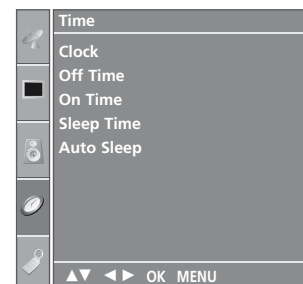 Time
Clock
Off Time
On Time
Sleep Time
Auto Sleep
▲▼ ◄► OK MENU